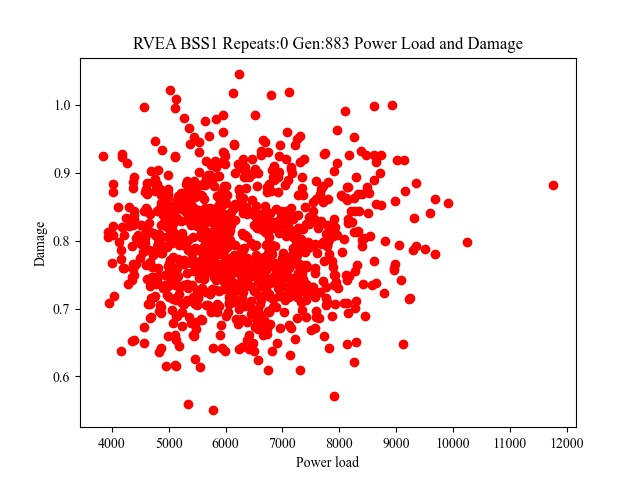 RVEA BSS1 Repeats:0 Gen:883 Power Load and Damage
1.0
0.9
0.8
0.7
0.6
Damage
4000 5000 6000 7000 8000 9000 10000 11000 12000
Power load